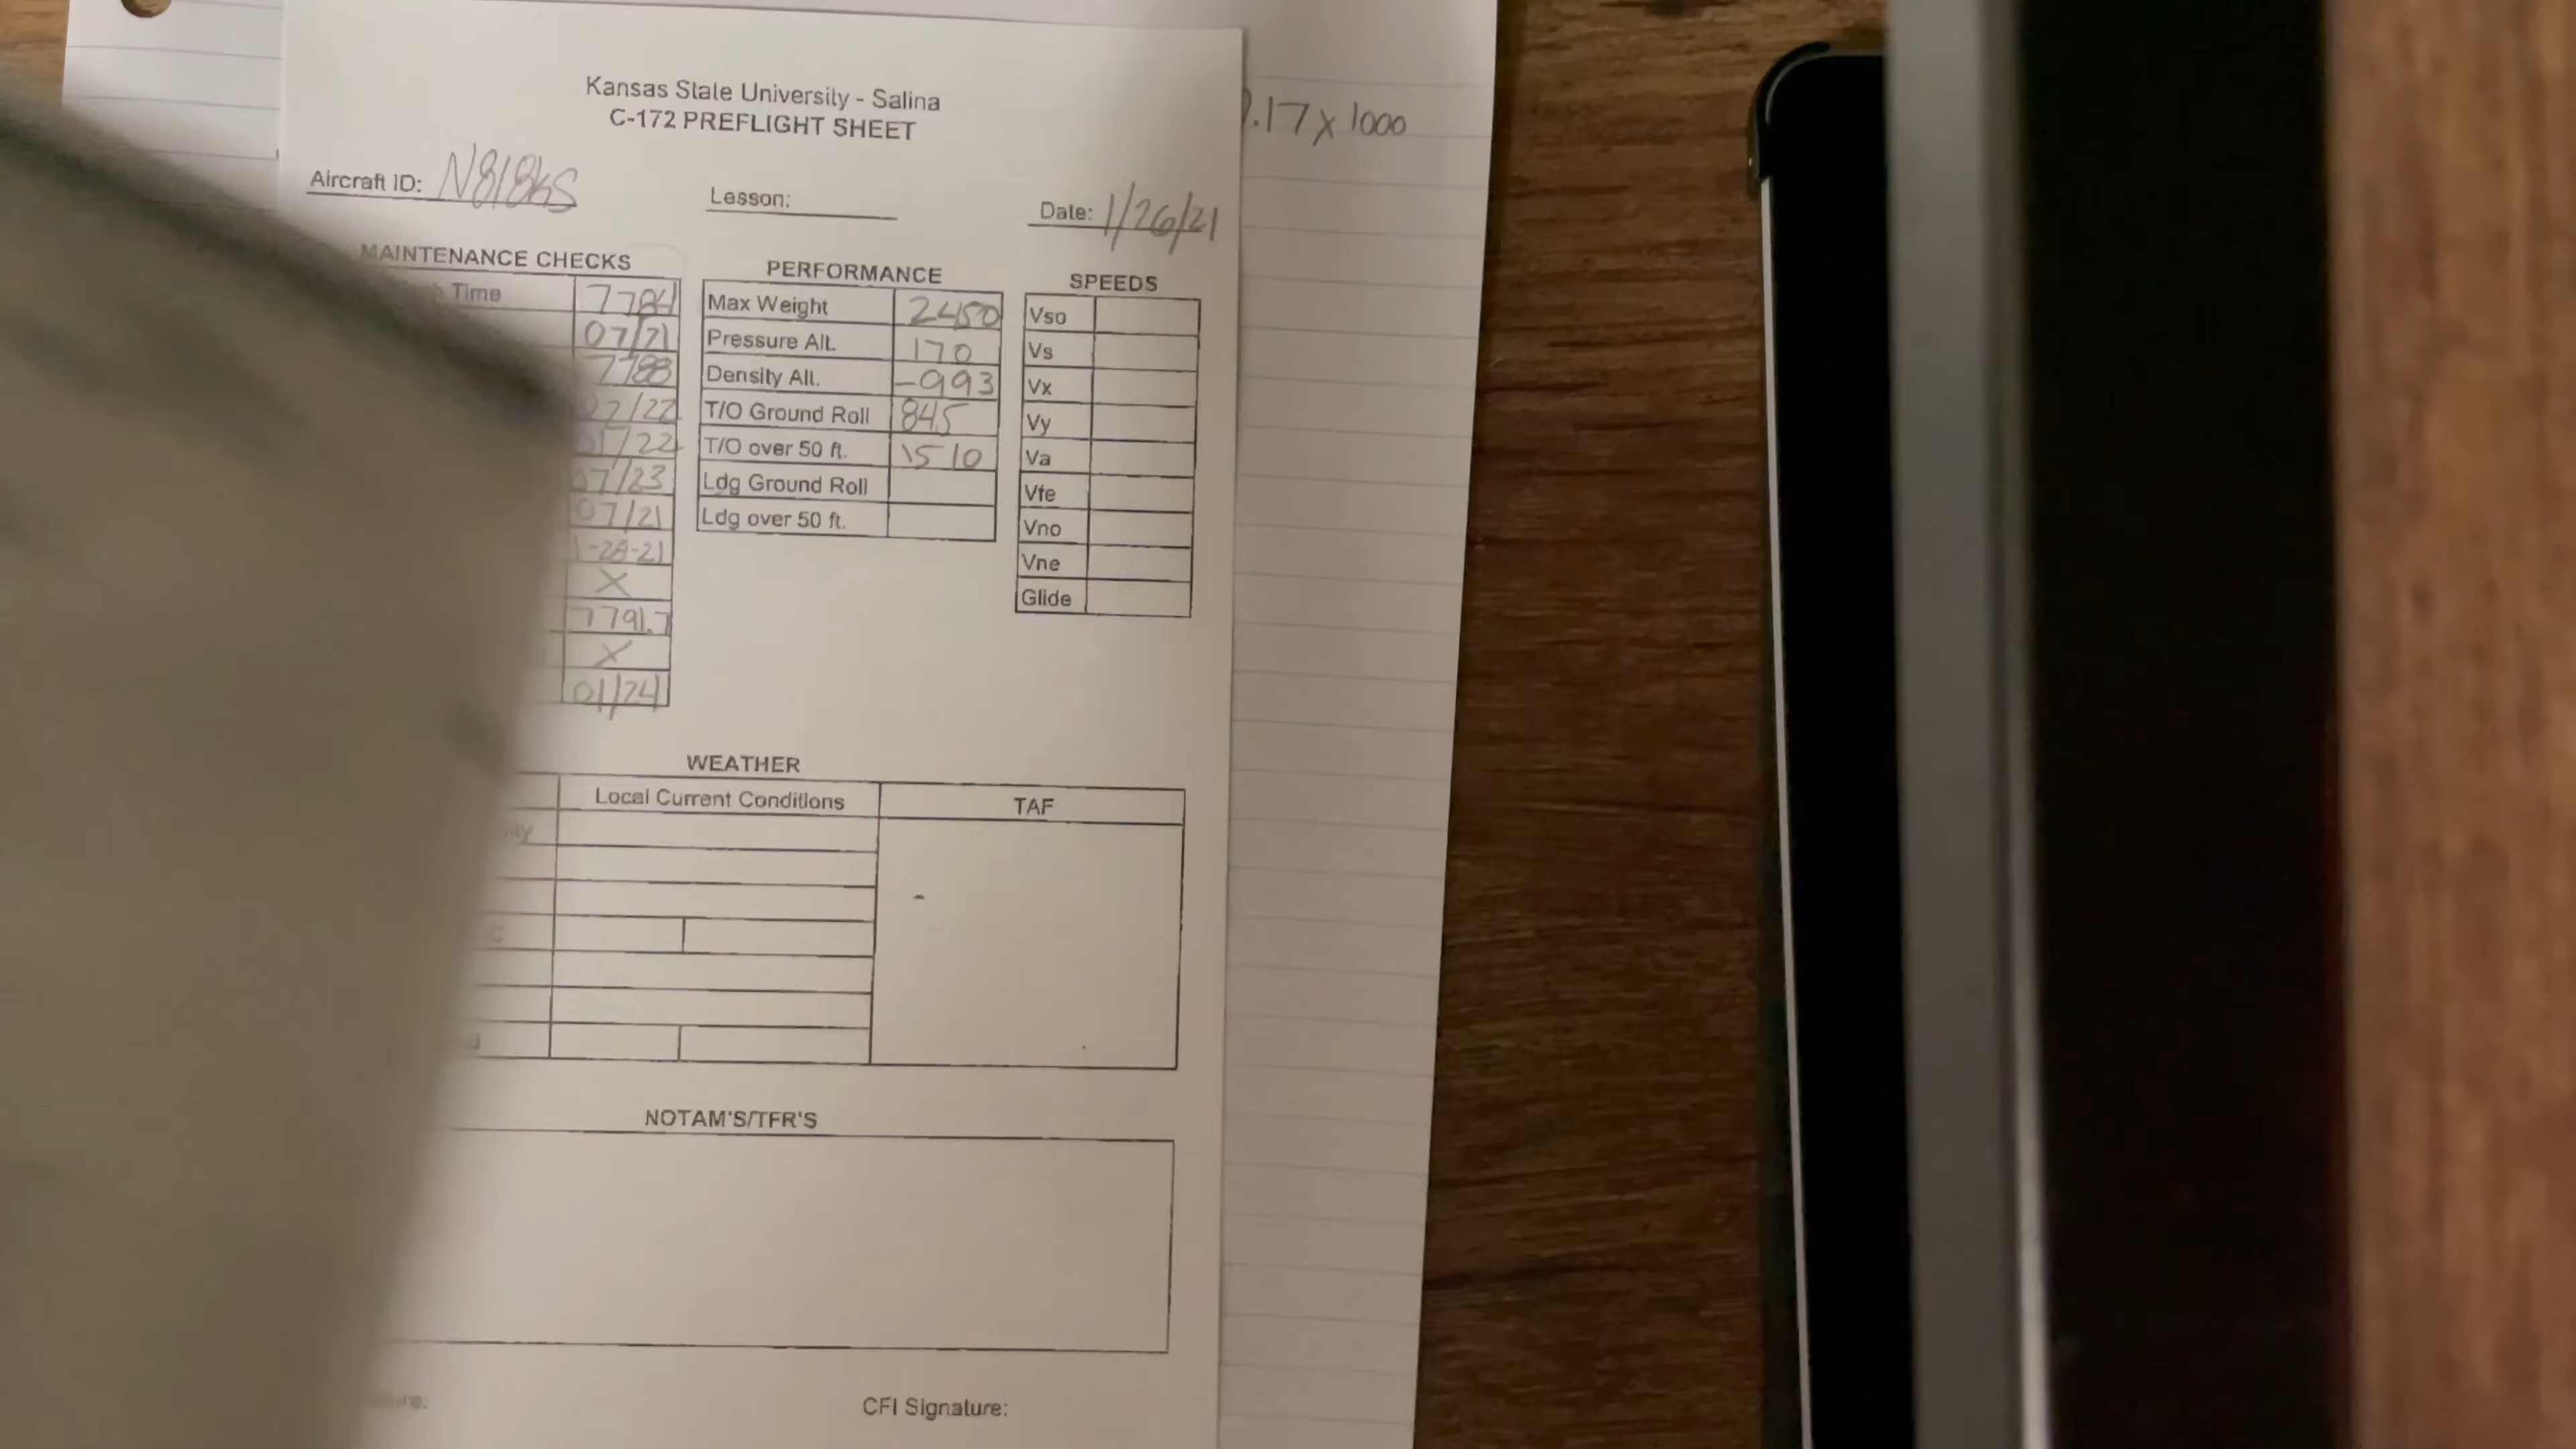 Kansas State University - Salina
C-172 PREFLIGHT SHEET
.17 x 1000
Aircraft ID: N818KS
Lesson:
Date: 1/26/21
MAINTENANCE CHECKS
Time 7784
07/21
7788
07/22
01/22
07/23
07/21
1-28-21
X
7791.7
X
01/24
PERFORMANCE
Max Weight 2450
Pressure Alt. 170
Density Alt. -993
T/O Ground Roll 845
T/O over 50 ft. 1510
Ldg Ground Roll
Ldg over 50 ft.
SPEEDS
Vso
Vs
Vx
Vy
Va
Vfe
Vno
Vne
Glide
WEATHER
Local Current Conditions
TAF
NOTAM'S/TFR'S
CFI Signature: